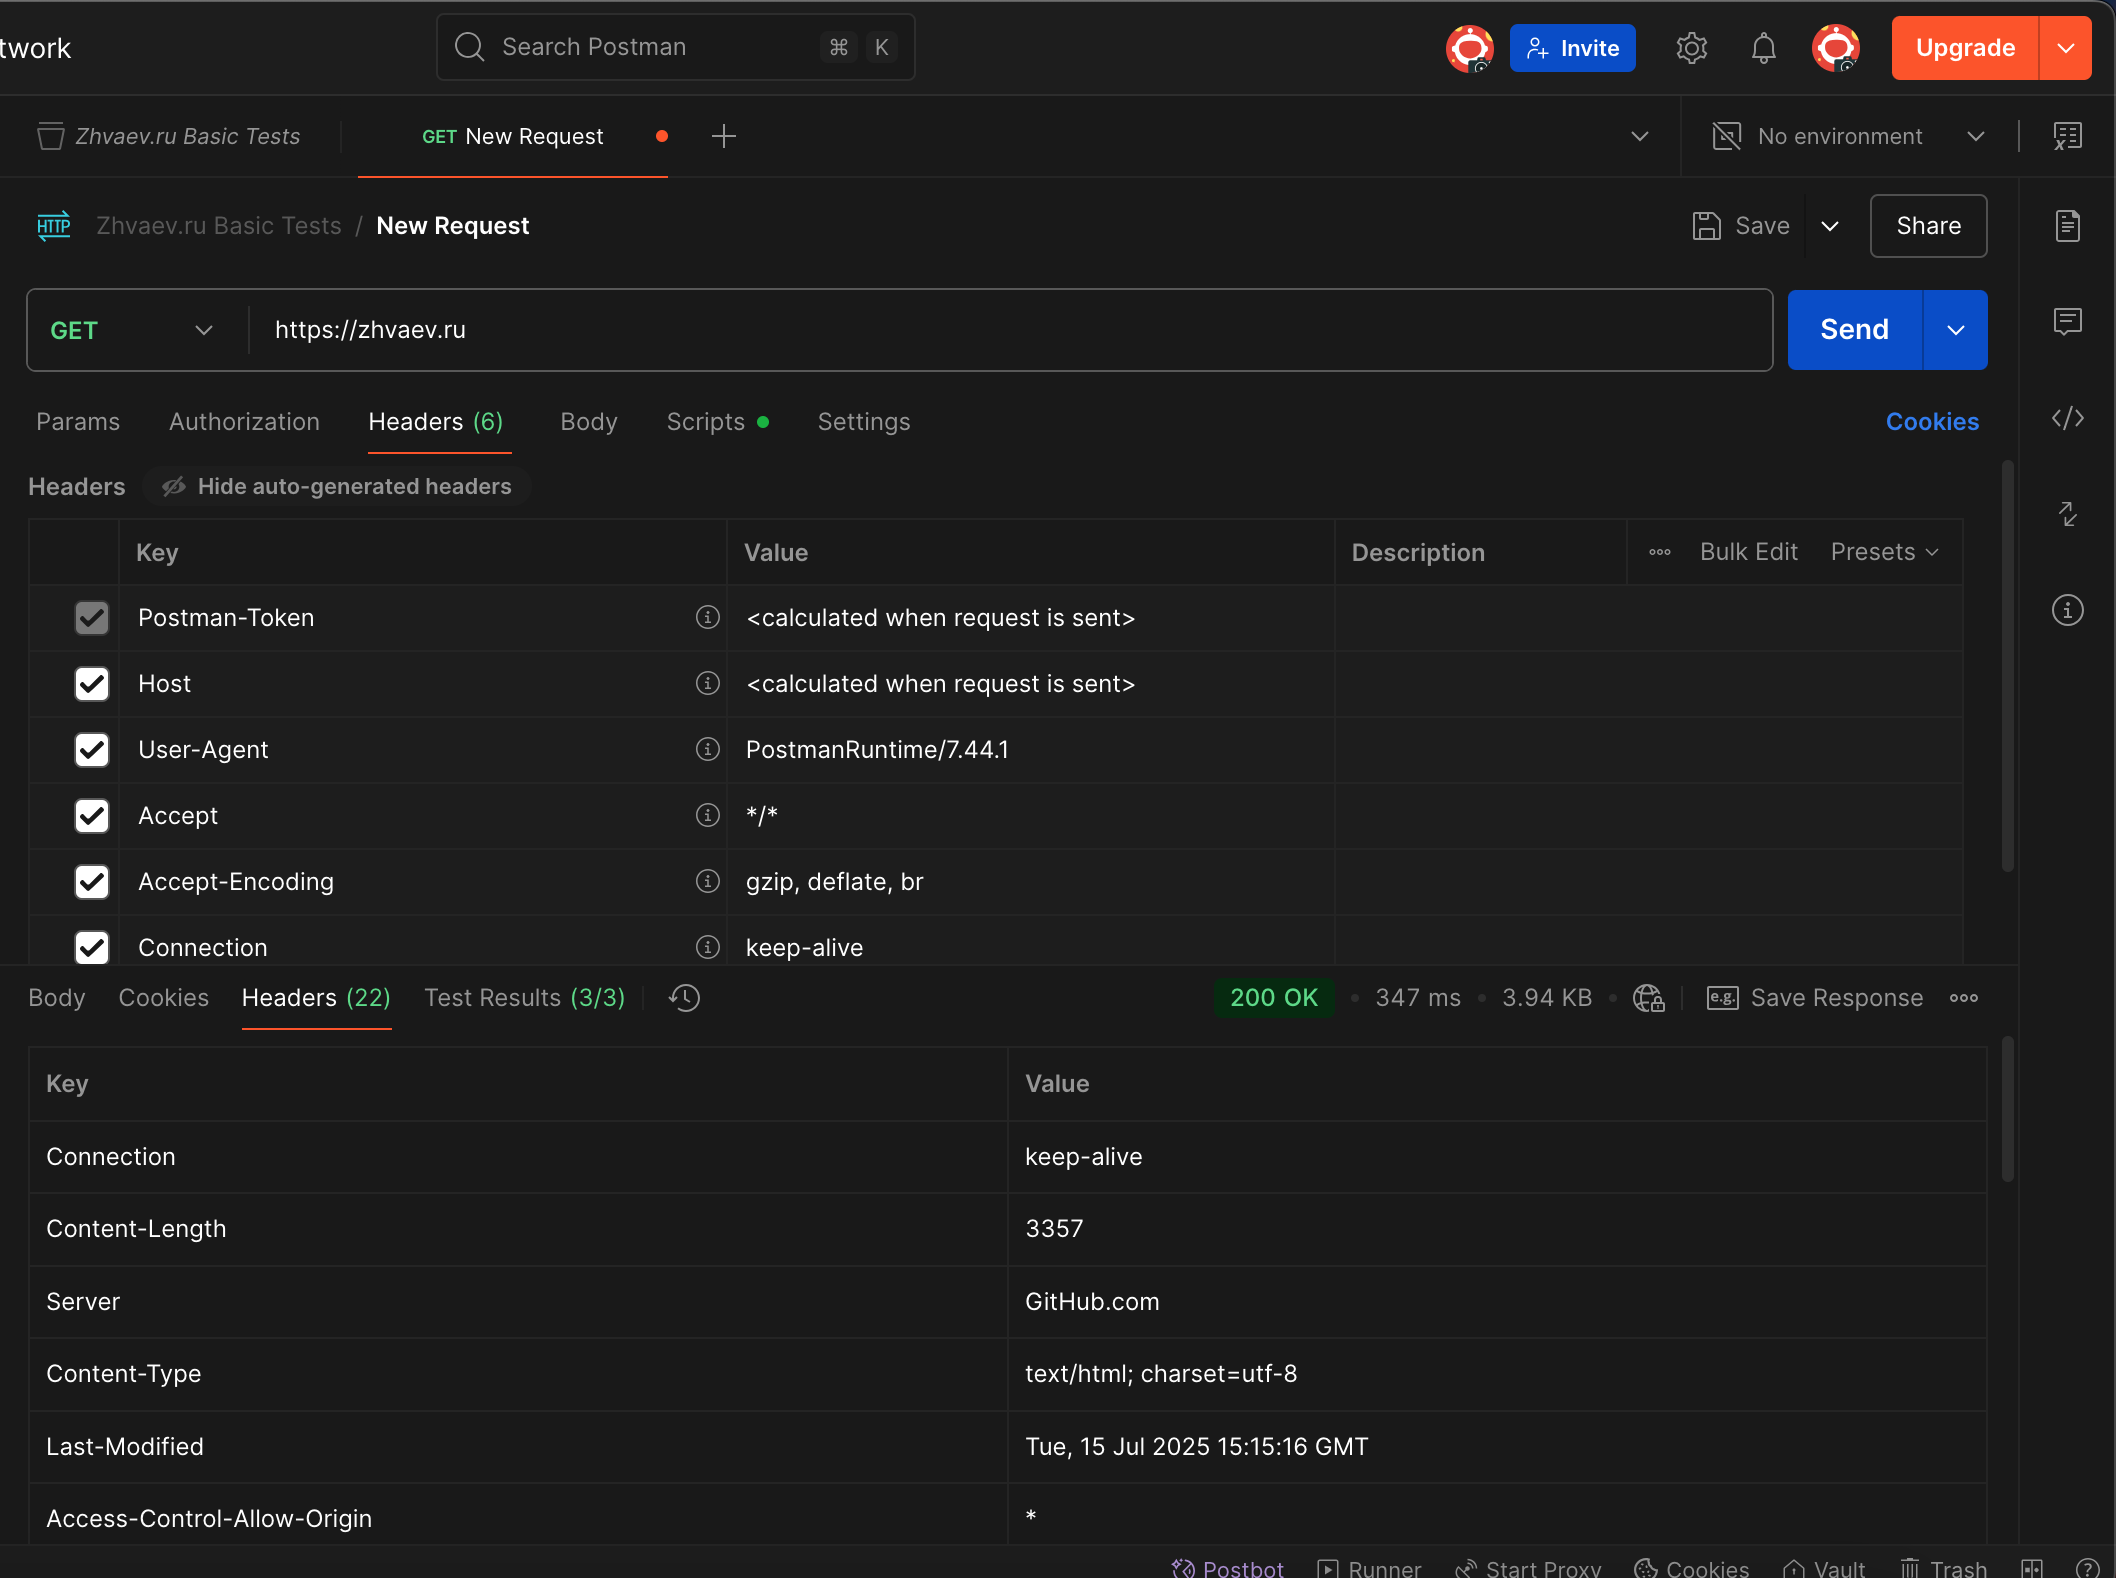 twork
Search Postman ⌘ K
Invite
Upgrade
Zhvaev.ru Basic Tests
GET New Request
No environment
HTTP Zhvaev.ru Basic Tests / New Request
Save
Share
GET https://zhvaev.ru
Send
Params Authorization Headers (6) Body Scripts Settings
Cookies
Headers Hide auto-generated headers
Key Value Description Bulk Edit Presets
Postman-Token <calculated when request is sent>
Host <calculated when request is sent>
User-Agent PostmanRuntime/7.44.1
Accept */*
Accept-Encoding gzip, deflate, br
Connection keep-alive
Body Cookies Headers (22) Test Results (3/3)
200 OK • 347 ms • 3.94 KB • e.g. Save Response
Key Value
Connection keep-alive
Content-Length 3357
Server GitHub.com
Content-Type text/html; charset=utf-8
Last-Modified Tue, 15 Jul 2025 15:15:16 GMT
Access-Control-Allow-Origin *
Postbot Runner Start Proxy Cookies Vault Trash